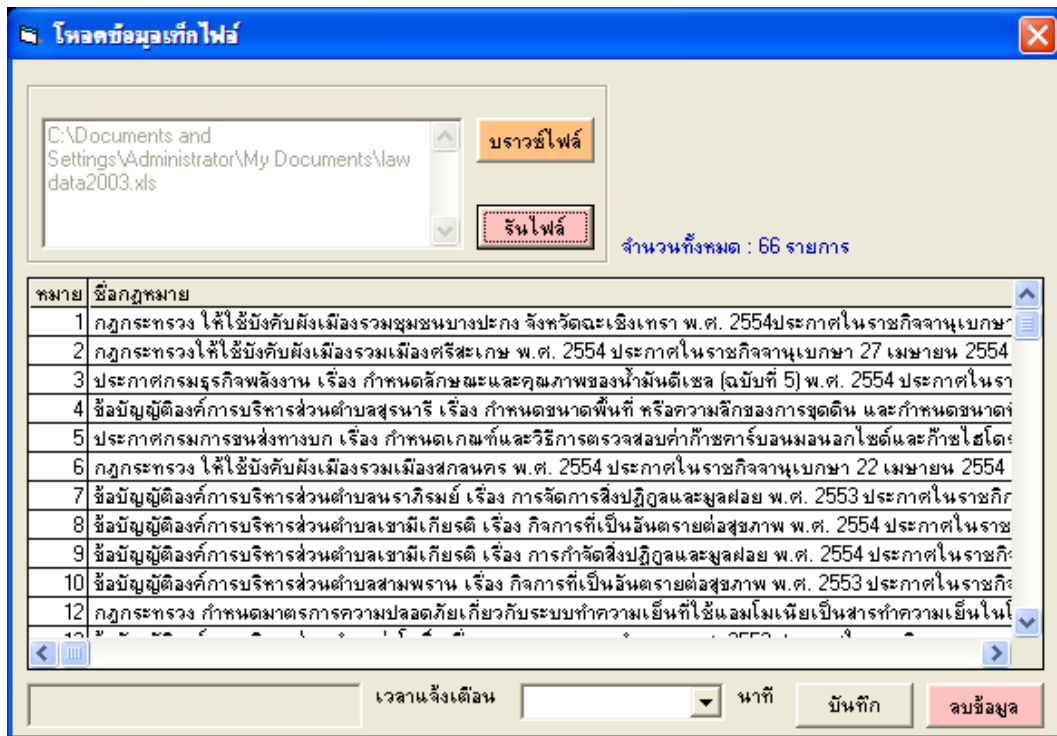 โหลดข้อมูลเท็กไฟล์
C:\Documents and
Settings\Administrator\My Documents\law
data2003.xls
บราวซ์ไฟล์
รันไฟล์
จำนวนทั้งหมด : 66 รายการ
หมาย ชื่อกฎหมาย
1 กฎกระทรวง ให้ใช้บังคับผังเมืองรวมชุมชนบางปะกง จังหวัดฉะเชิงเทรา พ.ศ. 2554ประกาศในราชกิจจานุเบกษา
2 กฎกระทรวงให้ใช้บังคับผังเมืองรวมเมืองศรีสะเกษ พ.ศ. 2554 ประกาศในราชกิจจานุเบกษา 27 เมษายน 2554
3 ประกาศกรมธุรกิจพลังงาน เรื่อง กำหนดลักษณะและคุณภาพของน้ำมันดีเซล (ฉบับที่ 5) พ.ศ. 2554 ประกาศในรา
4 ข้อบัญญัติองค์การบริหารส่วนตำบลสุรนารี เรื่อง กำหนดขนาดพื้นที่ หรือความลึกของการขุดดิน และกำหนดขนาด
5 ประกาศกรมการขนส่งทางบก เรื่อง กำหนดเกณฑ์และวิธีการตรวจสอบค่าก๊าซคาร์บอนมอนอกไซด์และก๊าซไฮโดร
6 กฎกระทรวง ให้ใช้บังคับผังเมืองรวมเมืองสกลนคร พ.ศ. 2554 ประกาศในราชกิจจานุเบกษา 22 เมษายน 2554
7 ข้อบัญญัติองค์การบริหารส่วนตำบลนราภิรมย์ เรื่อง การจัดการสิ่งปฏิกูลและมูลฝอย พ.ศ. 2553 ประกาศในราชกิ
8 ข้อบัญญัติองค์การบริหารส่วนตำบลเขามีเกียรติ เรื่อง กิจการที่เป็นอันตรายต่อสุขภาพ พ.ศ. 2554 ประกาศในราช
9 ข้อบัญญัติองค์การบริหารส่วนตำบลเขามีเกียรติ เรื่อง การกำจัดสิ่งปฏิกูลและมูลฝอย พ.ศ. 2554 ประกาศในราชกิ
10 ข้อบัญญัติองค์การบริหารส่วนตำบลสามพราน เรื่อง กิจการที่เป็นอันตรายต่อสุขภาพ พ.ศ. 2553 ประกาศในราชกิจ
12 กฎกระทรวง กำหนดมาตรการความปลอดภัยเกี่ยวกับระบบทำความเย็นที่ใช้แอมโมเนียเป็นสารทำความเย็นในโ
เวลาแจ้งเตือน นาที บันทึก ลบข้อมูล